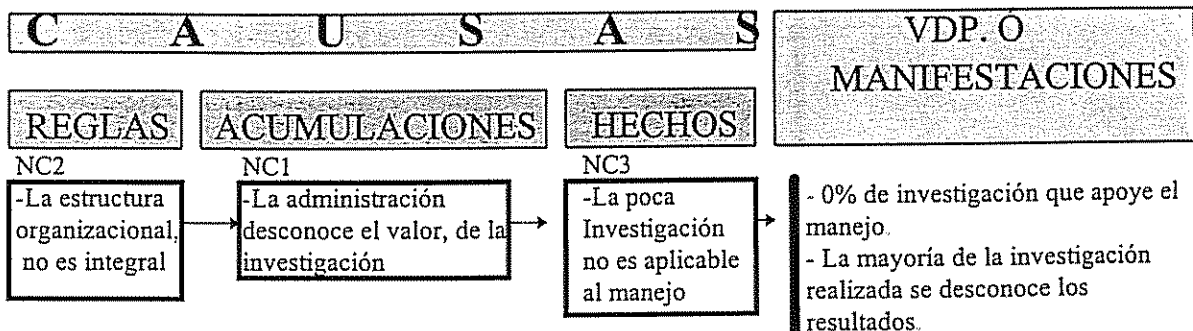 C A U S A S
VDP. Ó
MANIFESTACIONES
REGLAS
ACUMULACIONES
HECHOS
NC2
-La estructura
organizacional,
no es integral
NC1
-La administración
desconoce el valor, de la
investigación
NC3
-La poca
Investigación
no es aplicable
al manejo
- 0% de investigación que apoye el
manejo.
- La mayoría de la investigación
realizada se desconoce los
resultados.